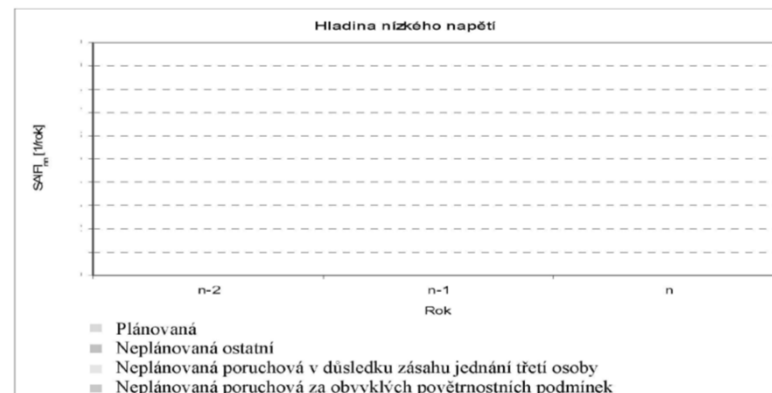 Hladina nízkého napětí
SAIFI nn [1/rok]
n-2
n-1
n
Rok
Plánovaná
Neplánovaná ostatní
Neplánovaná poruchová v důsledku zásahu jednání třetí osoby
Neplánovaná poruchová za obvyklých povětrnostních podmínek